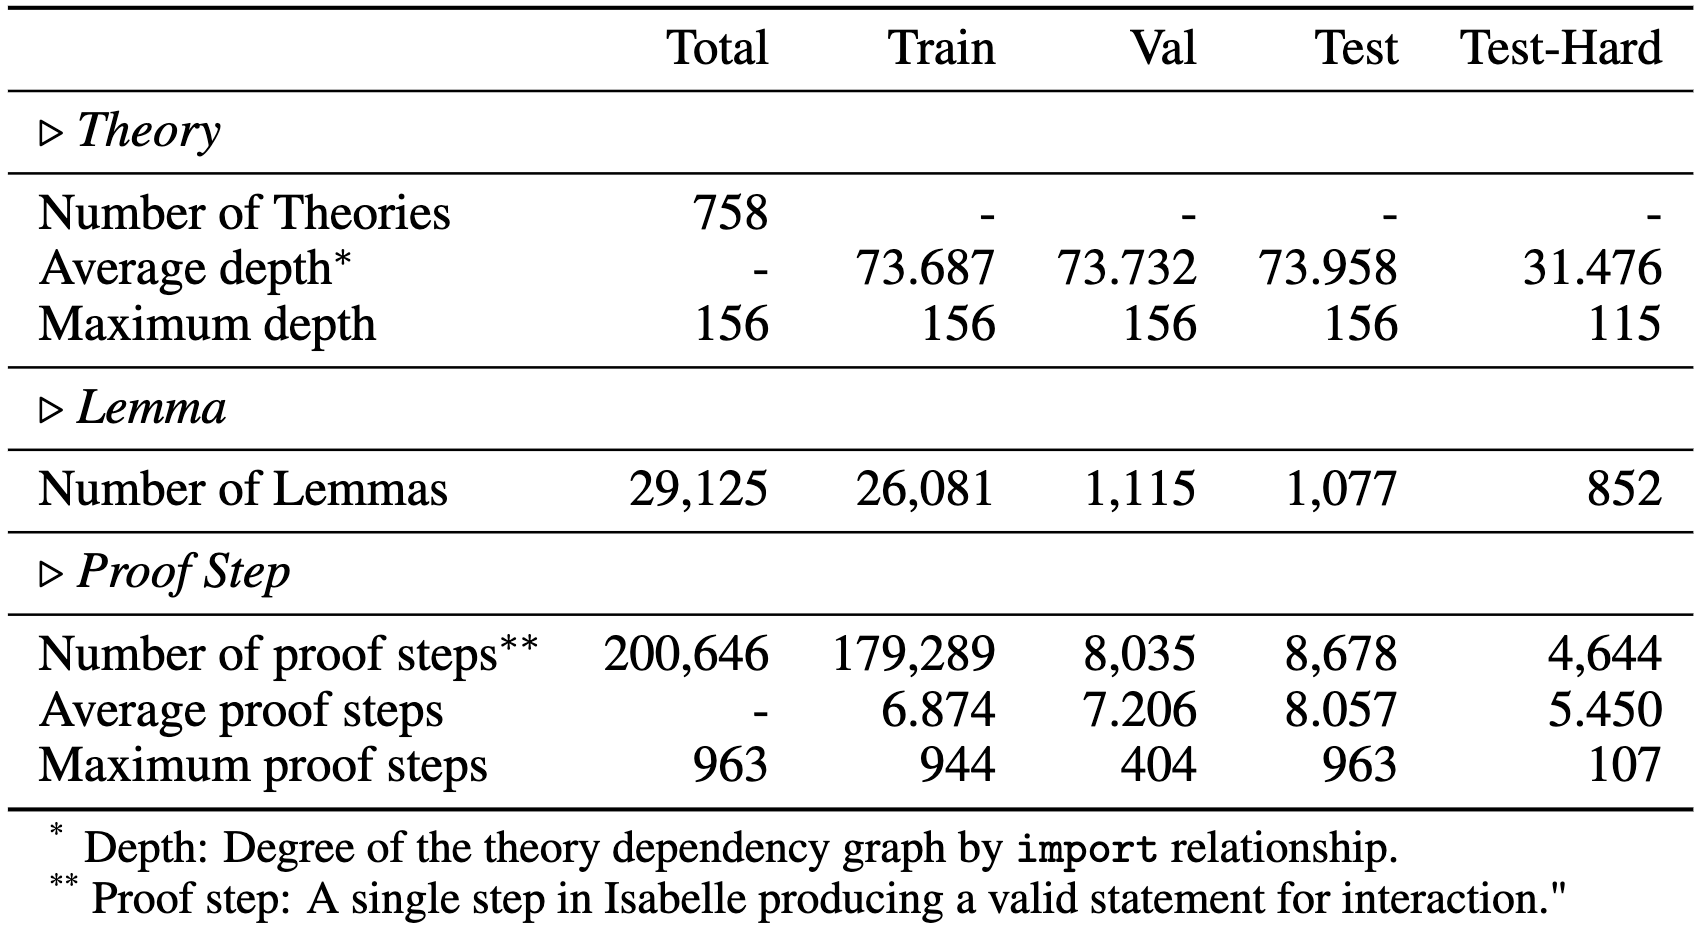 Total Train Val Test Test-Hard
▷ Theory
Number of Theories 758 - - - -
Average depth* - 73.687 73.732 73.958 31.476
Maximum depth 156 156 156 156 115
▷ Lemma
Number of Lemmas 29,125 26,081 1,115 1,077 852
▷ Proof Step
Number of proof steps** 200,646 179,289 8,035 8,678 4,644
Average proof steps - 6.874 7.206 8.057 5.450
Maximum proof steps 963 944 404 963 107
* Depth: Degree of the theory dependency graph by import relationship.
** Proof step: A single step in Isabelle producing a valid statement for interaction."